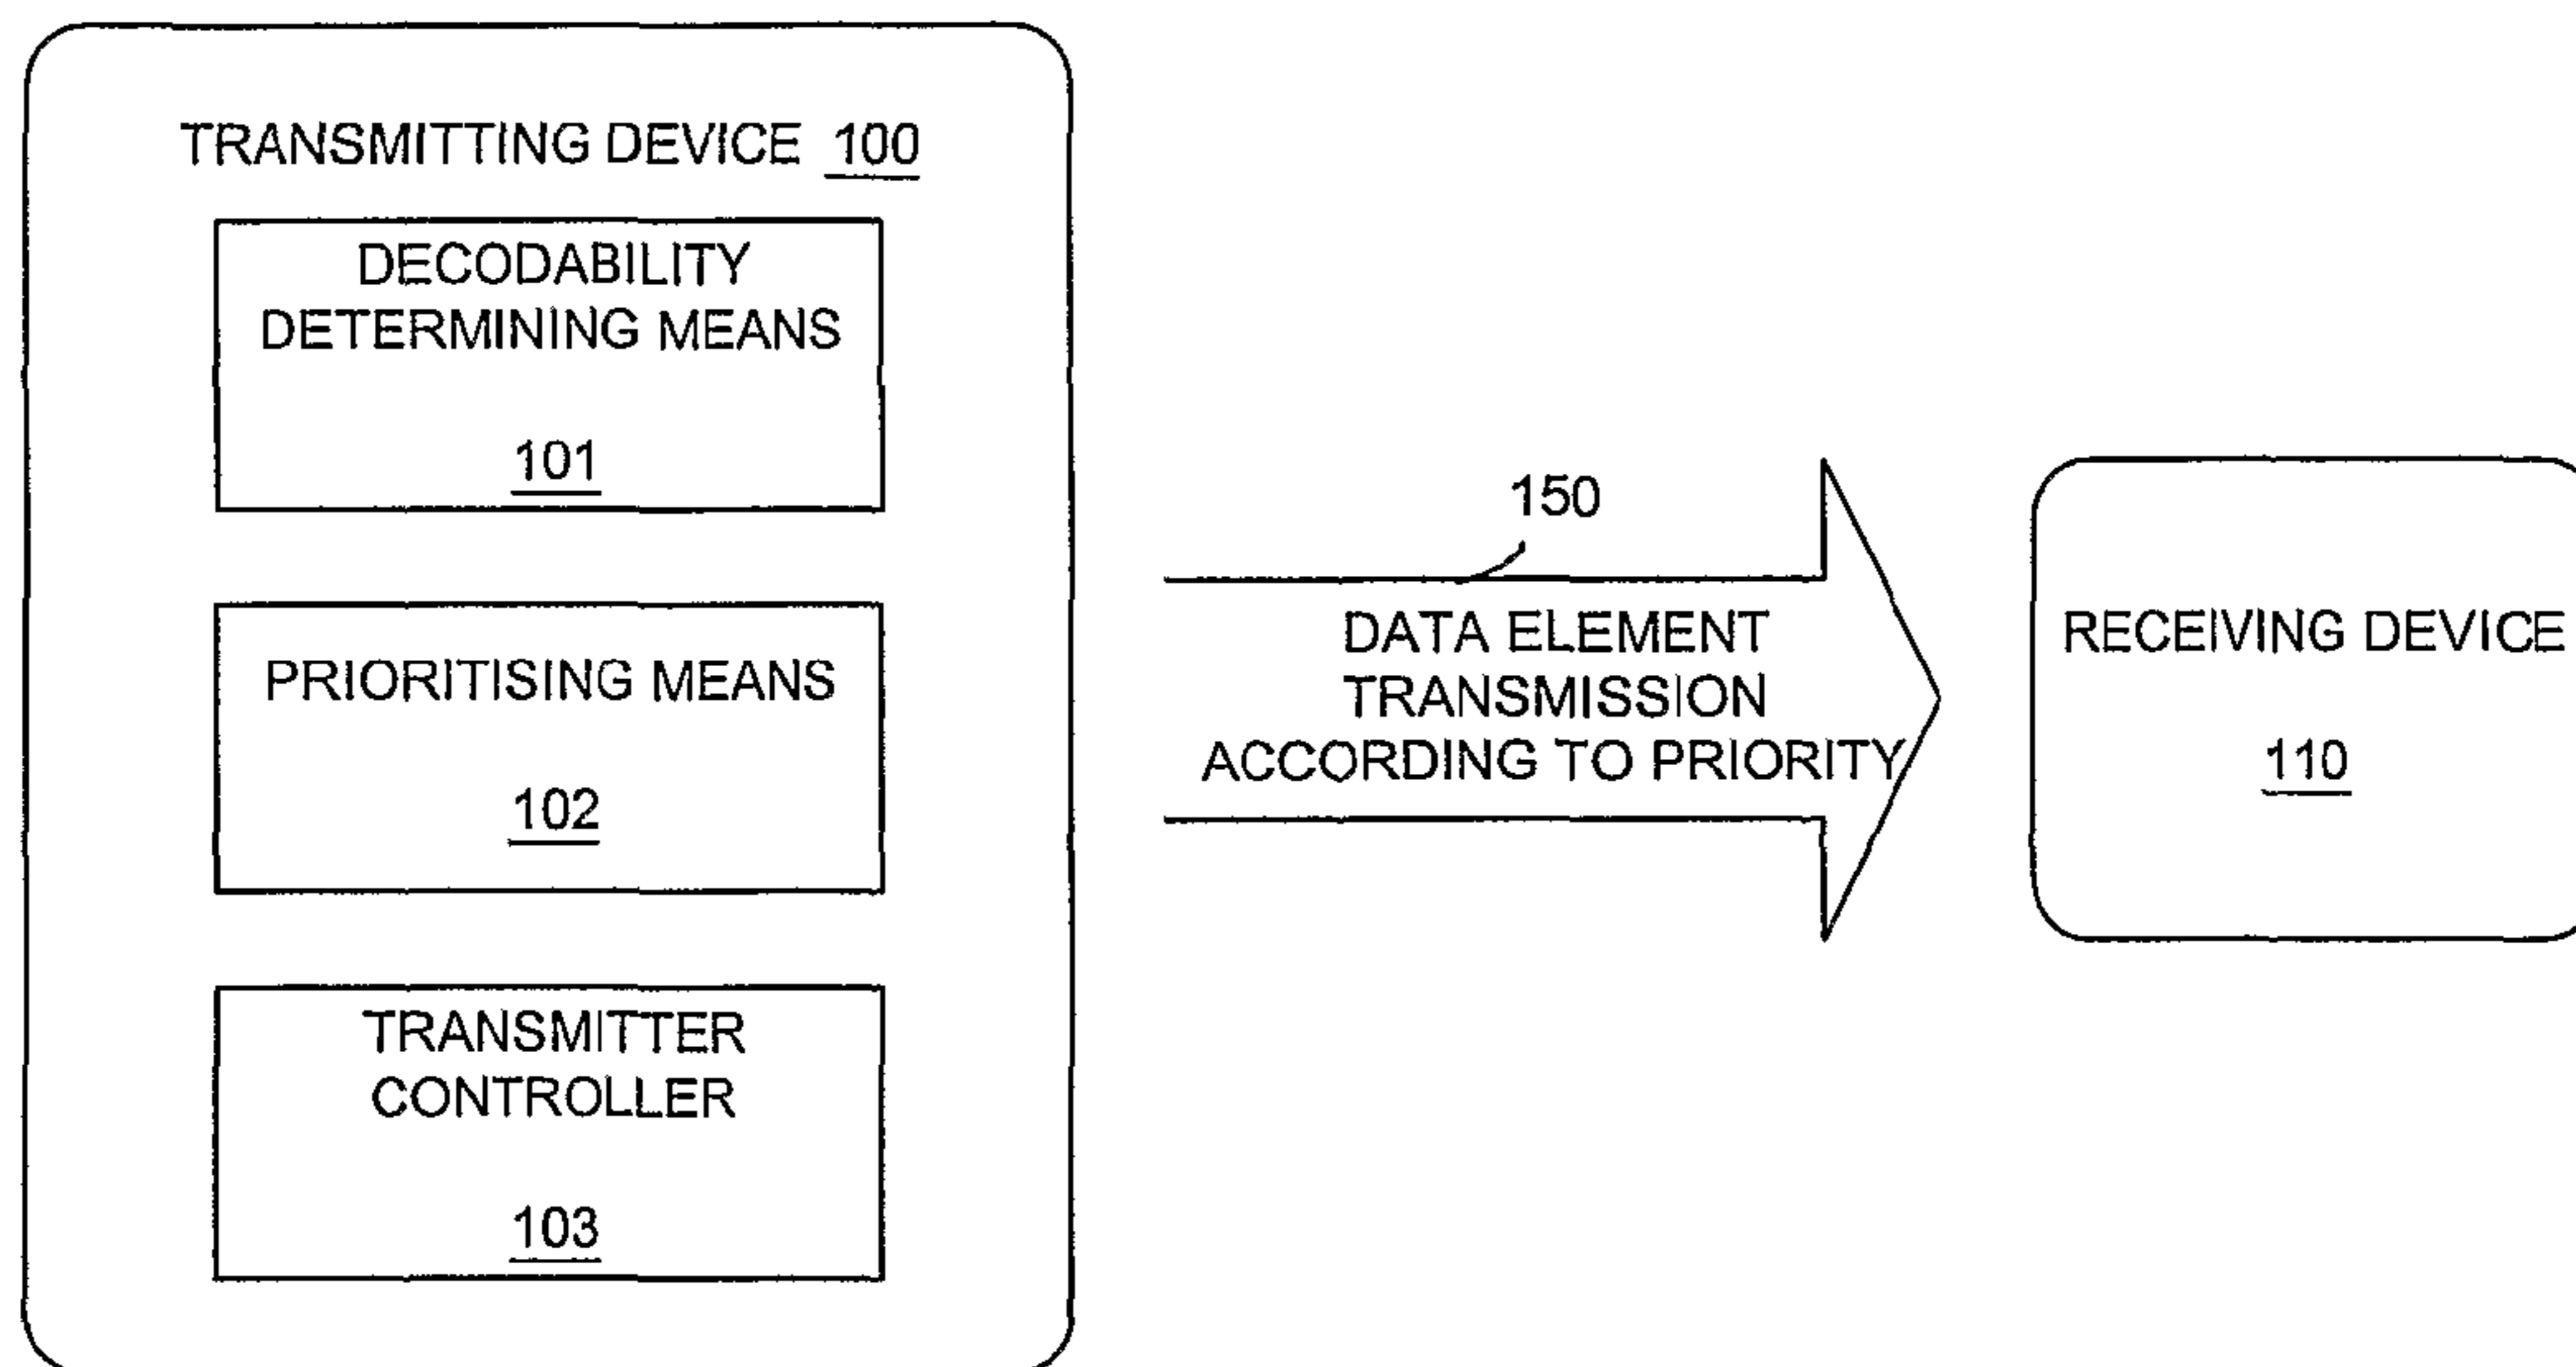 TRANSMITTING DEVICE 100
DECODABILITY
DETERMINING MEANS
101
PRIORITISING MEANS
102
TRANSMITTER
CONTROLLER
103
150
DATA ELEMENT
TRANSMISSION
ACCORDING TO PRIORITY
RECEIVING DEVICE
110